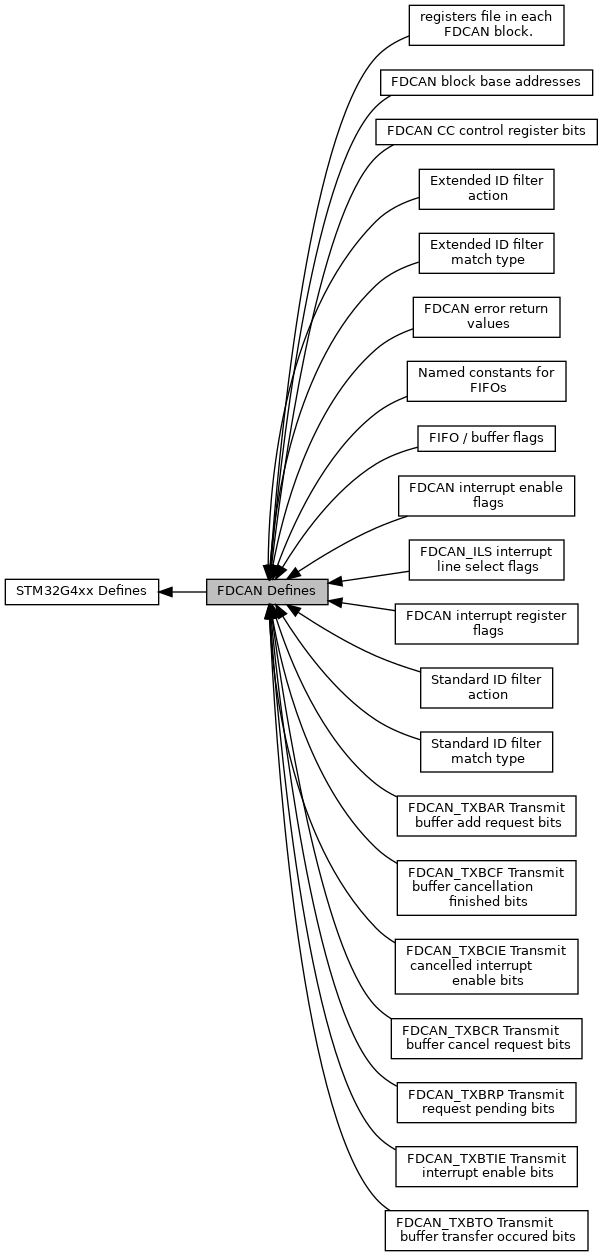 registers file in each
FDCAN block.
FDCAN block base addresses
FDCAN CC control register bits
Extended ID filter
action
Extended ID filter
match type
FDCAN error return
values
Named constants for
FIFOs
FIFO / buffer flags
FDCAN interrupt enable
flags
FDCAN_ILS interrupt
line select flags
STM32G4xx Defines
FDCAN Defines
FDCAN interrupt register
flags
Standard ID filter
action
Standard ID filter
match type
FDCAN_TXBAR Transmit
buffer add request bits
FDCAN_TXBCF Transmit
buffer cancellation
finished bits
FDCAN_TXBCIE Transmit
cancelled interrupt
enable bits
FDCAN_TXBCR Transmit
buffer cancel request bits
FDCAN_TXBRP Transmit
request pending bits
FDCAN_TXBTIE Transmit
interrupt enable bits
FDCAN_TXBTO Transmit
buffer transfer occured bits